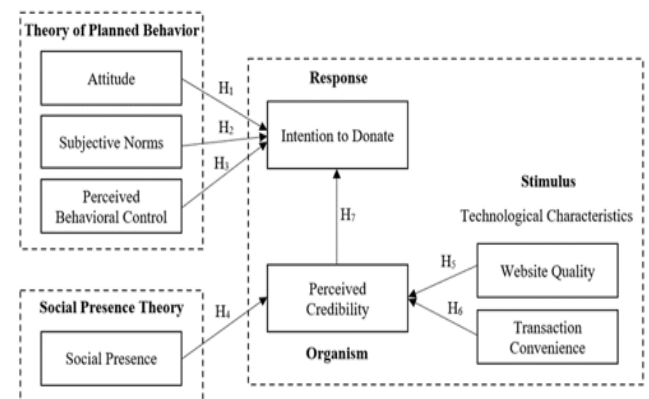 Theory of Planned Behavior
Attitude
Subjective Norms
Perceived
Behavioral Control
H₁
H₂
H₃
Response
Intention to Donate
H₇
Stimulus
Technological Characteristics
Website Quality
Transaction
Convenience
H₅
H₆
Perceived
Credibility
Organism
Social Presence Theory
Social Presence
H₄